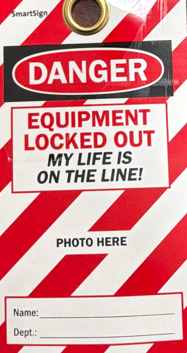 SmartSign
DANGER
EQUIPMENT
LOCKED OUT
MY LIFE IS
ON THE LINE!
PHOTO HERE
Name:
Dept.: